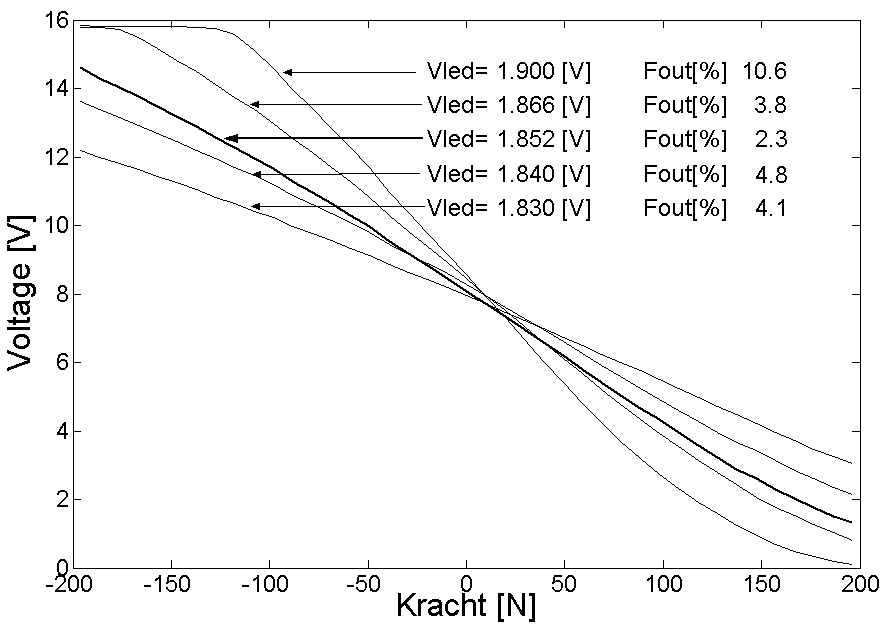 16
14
12
10
8
6
4
2
0
Voltage [V]
Vled= 1.900 [V] Fout[%] 10.6
Vled= 1.866 [V] Fout[%] 3.8
Vled= 1.852 [V] Fout[%] 2.3
Vled= 1.840 [V] Fout[%] 4.8
Vled= 1.830 [V] Fout[%] 4.1
-200 -150 -100 -50 0 50 100 150 200
Kracht [N]